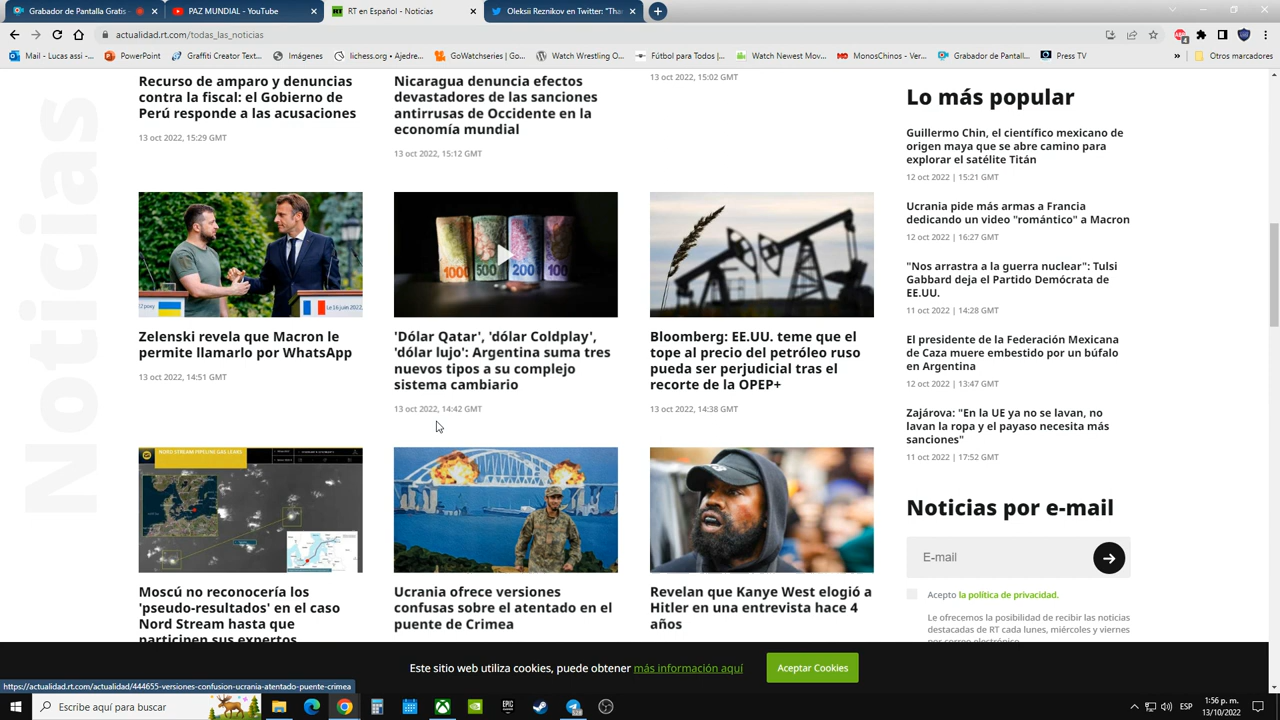 Grabador de Pantalla Gratis -
PAZ MUNDIAL - YouTube
RT en Español - Noticias
Oleksii Reznikov en Twitter: "Tha
actualidad.rt.com/todas_las_noticias
Mail - Lucas assi -...
PowerPoint
Graffiti Creator Text...
Imágenes
lichess.org • Ajedre...
GoWaterlegies | Go...
Watch Wrestling O...
Fútbol para Todos |...
Watch Newest Mov...
MonosChinos - Ver...
Grabador de Pantall...
Press TV
»
Otros marcadores
Noticias
Recurso de amparo y denuncias
contra la fiscal: el Gobierno de
Perú responde a las acusaciones
13 oct 2022, 15:29 GMT
Nicaragua denuncia efectos
devastadores de las sanciones
antirrusas de Occidente en la
economía mundial
13 oct 2022, 15:12 GMT
13 oct 2022, 15:02 GMT
Zelenski revela que Macron le
permite llamarlo por WhatsApp
13 oct 2022, 14:51 GMT
1000
500
200
100
'Dólar Qatar', 'dólar Coldplay',
'dólar lujo': Argentina suma tres
nuevos tipos a su complejo
sistema cambiario
13 oct 2022, 14:42 GMT
Bloomberg: EE.UU. teme que el
tope al precio del petróleo ruso
pueda ser perjudicial tras el
recorte de la OPEP+
13 oct 2022, 14:38 GMT
NORD STREAM PIPELINE GAS LEAKS
Moscú no reconocería los
'pseudo-resultados' en el caso
Nord Stream hasta que
participen sus expertos
Ucrania ofrece versiones
confusas sobre el atentado en el
puente de Crimea
Revelan que Kanye West elogió a
Hitler en una entrevista hace 4
años
Lo más popular
Guillermo Chin, el científico mexicano de
origen maya que se abre camino para
explorar el satélite Titán
12 oct 2022 | 15:21 GMT
Ucrania pide más armas a Francia
dedicando un video "romántico" a Macron
12 oct 2022 | 16:27 GMT
"Nos arrastra a la guerra nuclear": Tulsi
Gabbard deja el Partido Demócrata de
EE.UU.
11 oct 2022 | 14:28 GMT
El presidente de la Federación Mexicana
de Caza muere embestido por un búfalo
en Argentina
12 oct 2022 | 13:47 GMT
Zajárova: "En la UE ya no se lavan, no
lavan la ropa y el payaso necesita más
sanciones"
11 oct 2022 | 17:52 GMT
Noticias por e-mail
E-mail
Acepto la política de privacidad.
Le ofrecemos la posibilidad de recibir las noticias
destacadas de RT cada lunes, miércoles y viernes
por correo electrónico
Este sitio web utiliza cookies, puede obtener más información aquí
Aceptar Cookies
https://actualidad.rt.com/actualidad/444655-versiones-confusion-ucrania-atentado-puente-crimea
Escribe aquí para buscar
ESP
1:56 p. m.
13/10/2022